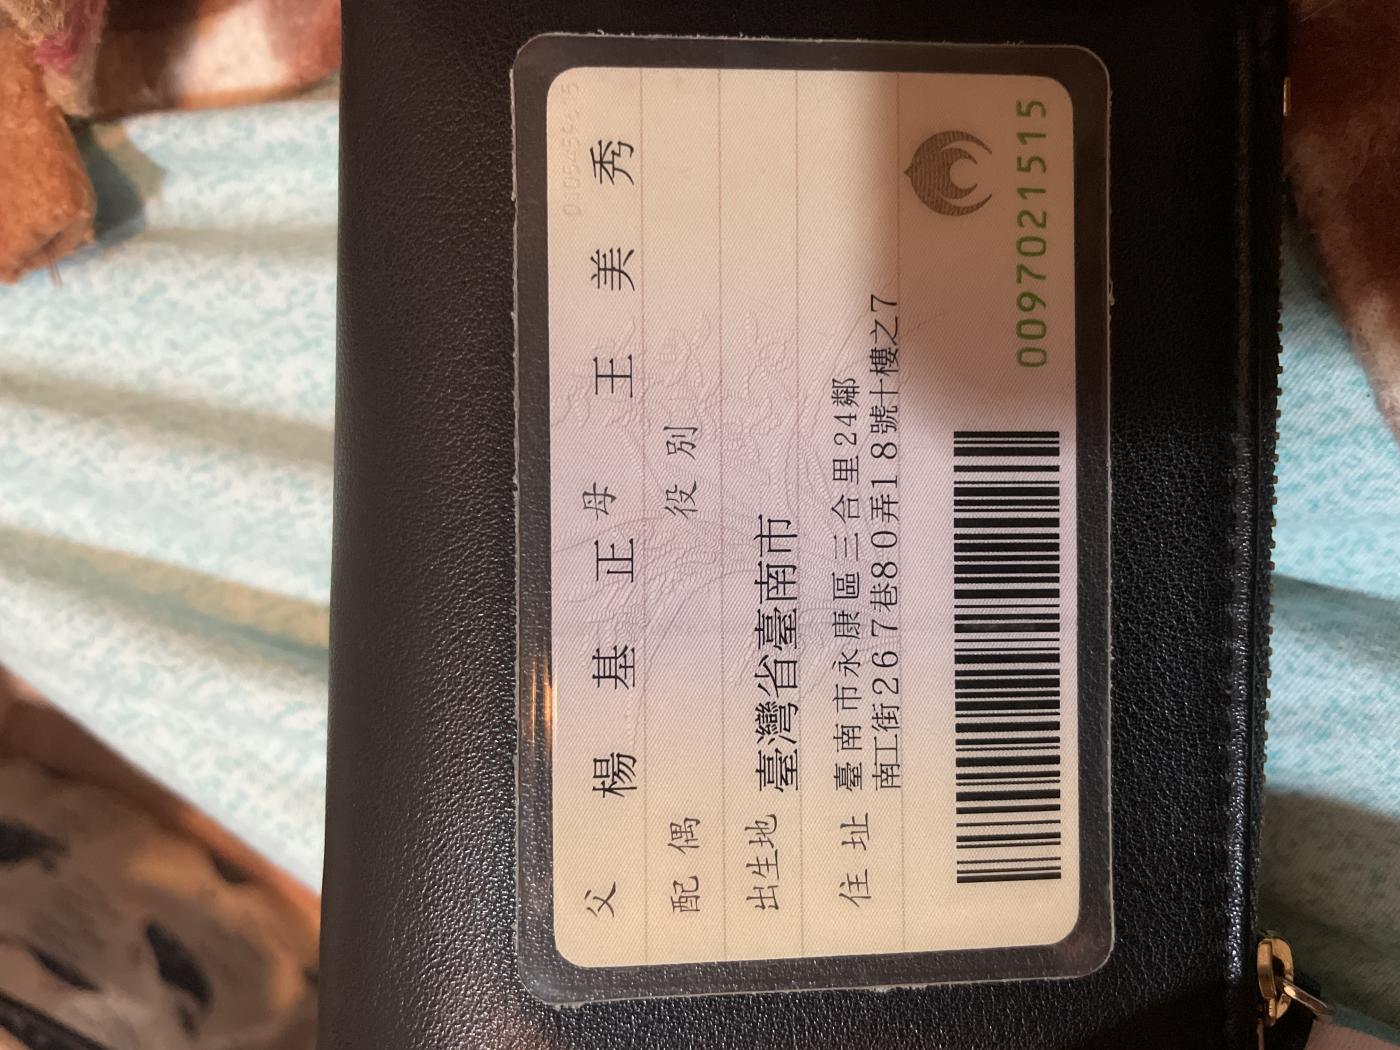 父 楊基正 母 王美秀
配偶 役別
出生地 臺灣省臺南市
住址 臺南市永康區三合里24鄰
南工街267巷80弄18號十樓之7
0097021515